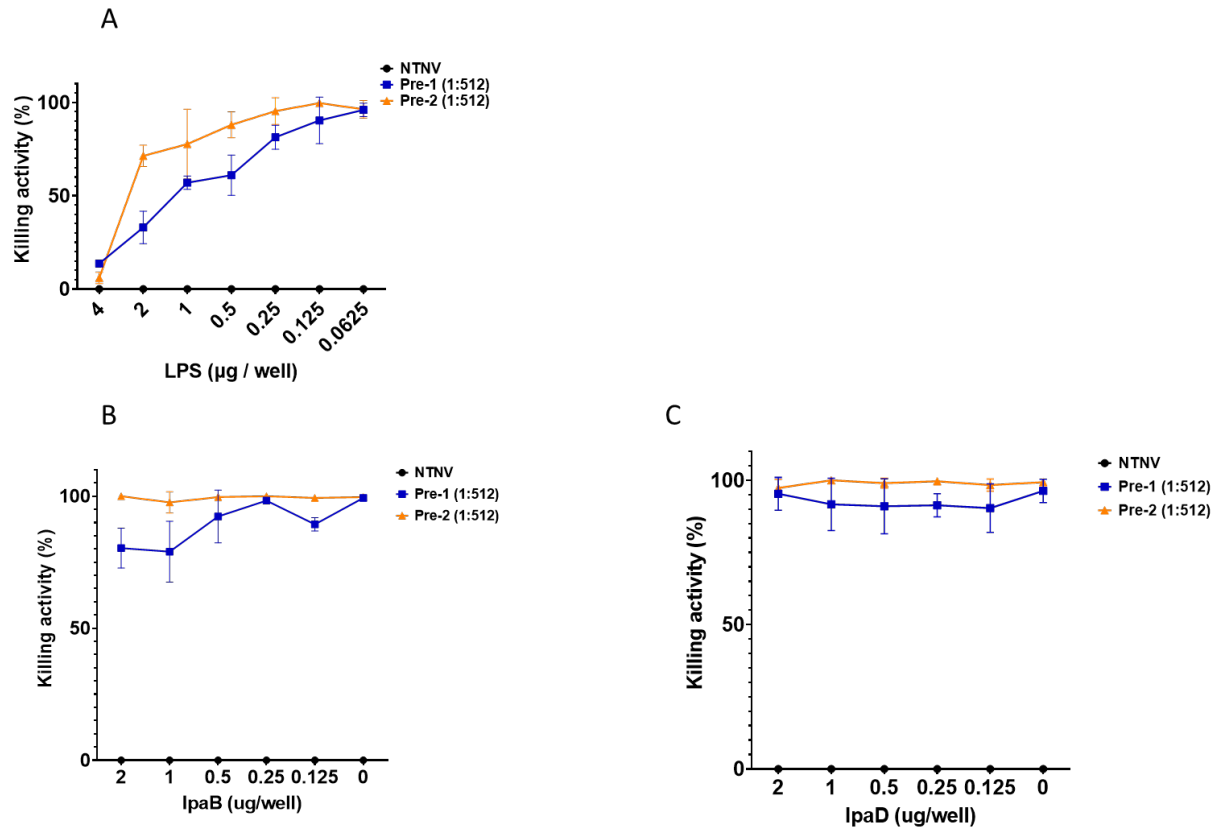 A
NTNV
Pre-1 (1:512)
Pre-2 (1:512)
Killing activity (%)
100
50
0
4
2
1
0.5
0.25
0.125
0.0625
LPS (µg / well)
B
NTNV
Pre-1 (1:512)
Pre-2 (1:512)
Killing activity (%)
100
50
0
2
1
0.5
0.25
0.125
0
IpaB (ug/well)
C
NTNV
Pre-1 (1:512)
Pre-2 (1:512)
Killing activity (%)
100
50
0
2
1
0.5
0.25
0.125
0
IpaD (ug/well)